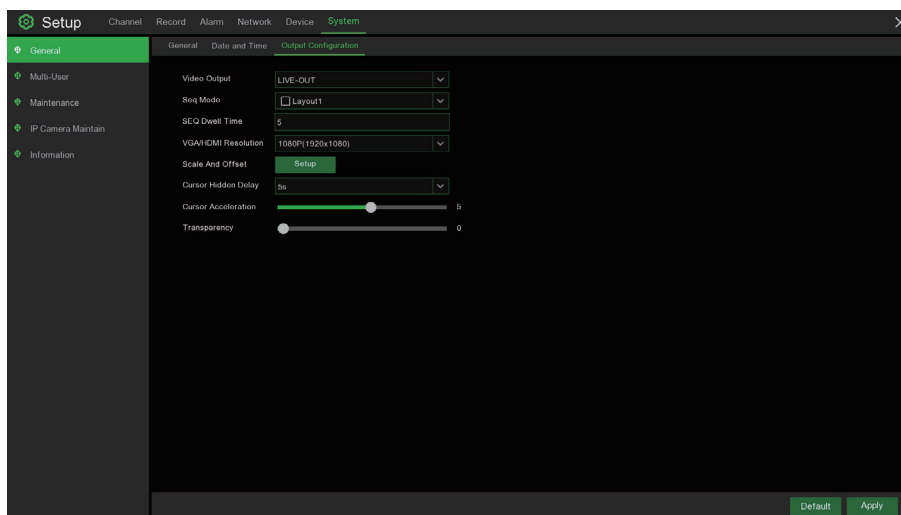 Setup Channel Record Alarm Network Device System
General General Date and Time Output Configuration
Multi-User
Maintenance
IP Camera Maintain
Information
Video Output LIVE-OUT
Seq Mode Layout1
SEQ Dwell Time 5
VGA/HDMI Resolution 1080P(1920x1080)
Scale And Offset Setup
Cursor Hidden Delay 5s
Cursor Acceleration 5
Transparency 0
Default Apply